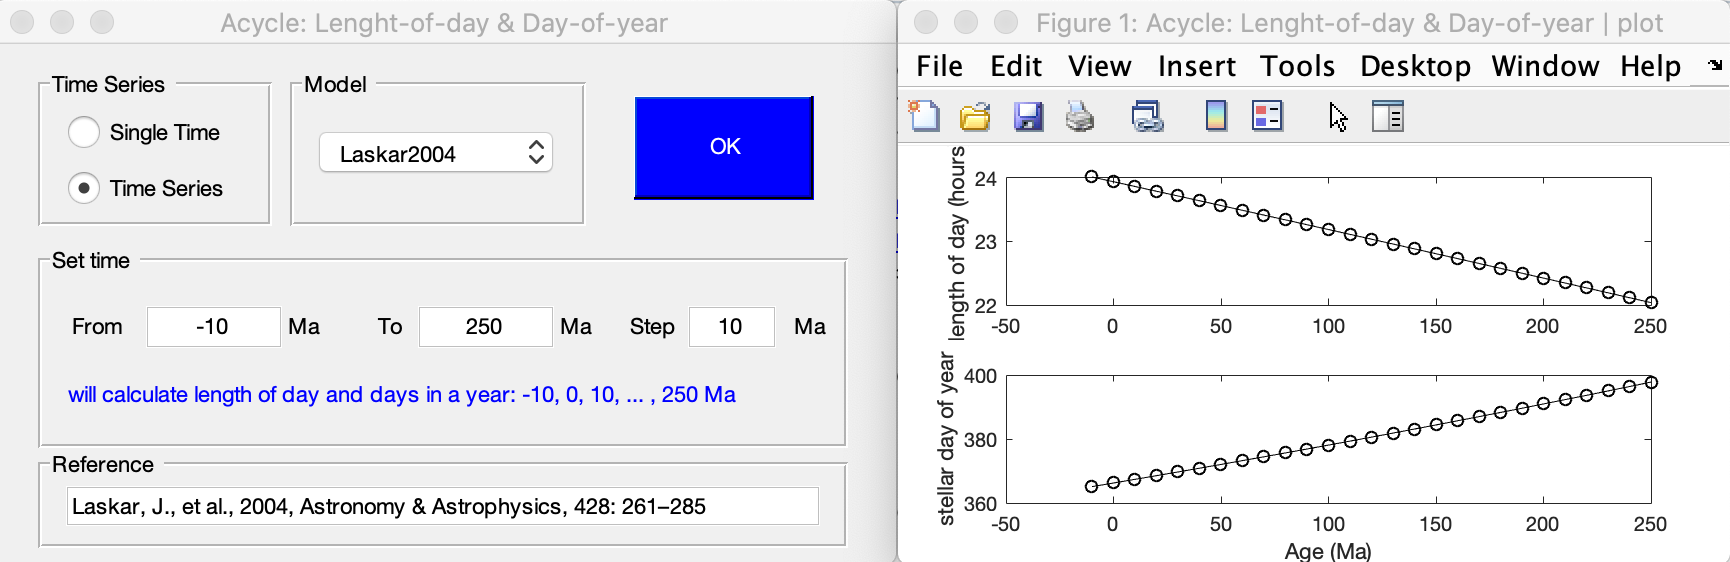 Acycle: Lenght-of-day & Day-of-year
Time Series
Single Time
Time Series
Model
Laskar2004
OK
Set time
From -10 Ma To 250 Ma Step 10 Ma
will calculate length of day and days in a year: -10, 0, 10, ... , 250 Ma
Reference
Laskar, J., et al., 2004, Astronomy & Astrophysics, 428: 261–285
Figure 1: Acycle: Lenght-of-day & Day-of-year | plot
File Edit View Insert Tools Desktop Window Help
length of day (hours
24
23
22
-50 0 50 100 150 200 250
stellar day of year
400
380
360
-50 0 50 100 150 200 250
Age (Ma)